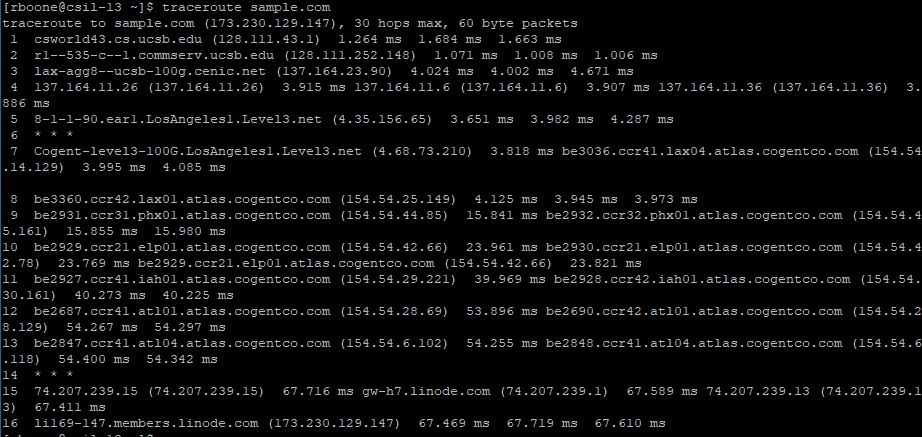 [rboone@csil-13 ~]$ traceroute sample.com
traceroute to sample.com (173.230.129.147), 30 hops max, 60 byte packets
 1  csworld43.cs.ucsb.edu (128.111.43.1)  1.264 ms  1.684 ms  1.663 ms
 2  r1--535-c--1.commserv.ucsb.edu (128.111.252.148)  1.071 ms  1.008 ms  1.006 ms
 3  lax-agg8--ucsb-100g.cenic.net (137.164.23.90)  4.024 ms  4.002 ms  4.671 ms
 4  137.164.11.26 (137.164.11.26)  3.915 ms 137.164.11.6 (137.164.11.6)  3.907 ms 137.164.11.36 (137.164.11.36)  3.
886 ms
 5  8-1-1-90.ear1.LosAngeles1.Level3.net (4.35.156.65)  3.651 ms  3.982 ms  4.287 ms
 6  * * *
 7  Cogent-level3-100G.LosAngeles1.Level3.net (4.68.73.210)  3.818 ms be3036.ccr41.lax04.atlas.cogentco.com (154.54
.14.129)  3.995 ms  4.085 ms
 8  be3360.ccr42.lax01.atlas.cogentco.com (154.54.25.149)  4.125 ms  3.945 ms  3.973 ms
 9  be2931.ccr31.phx01.atlas.cogentco.com (154.54.44.85)  15.841 ms be2932.ccr32.phx01.atlas.cogentco.com (154.54.4
5.161)  15.855 ms  15.980 ms
10  be2929.ccr21.elp01.atlas.cogentco.com (154.54.42.66)  23.961 ms be2930.ccr21.elp01.atlas.cogentco.com (154.54.4
2.78)  23.769 ms be2929.ccr21.elp01.atlas.cogentco.com (154.54.42.66)  23.821 ms
11  be2927.ccr41.iah01.atlas.cogentco.com (154.54.29.221)  39.969 ms be2928.ccr42.iah01.atlas.cogentco.com (154.54.
30.161)  40.273 ms  40.225 ms
12  be2687.ccr41.atl01.atlas.cogentco.com (154.54.28.69)  53.896 ms be2690.ccr42.atl01.atlas.cogentco.com (154.54.2
8.129)  54.267 ms  54.297 ms
13  be2847.ccr41.atl04.atlas.cogentco.com (154.54.6.102)  54.255 ms be2848.ccr41.atl04.atlas.cogentco.com (154.54.6
.118)  54.400 ms  54.342 ms
14  * * *
15  74.207.239.15 (74.207.239.15)  67.716 ms gw-h7.linode.com (74.207.239.1)  67.589 ms 74.207.239.13 (74.207.239.1
3)  67.411 ms
16  li169-147.members.linode.com (173.230.129.147)  67.469 ms  67.719 ms  67.610 ms